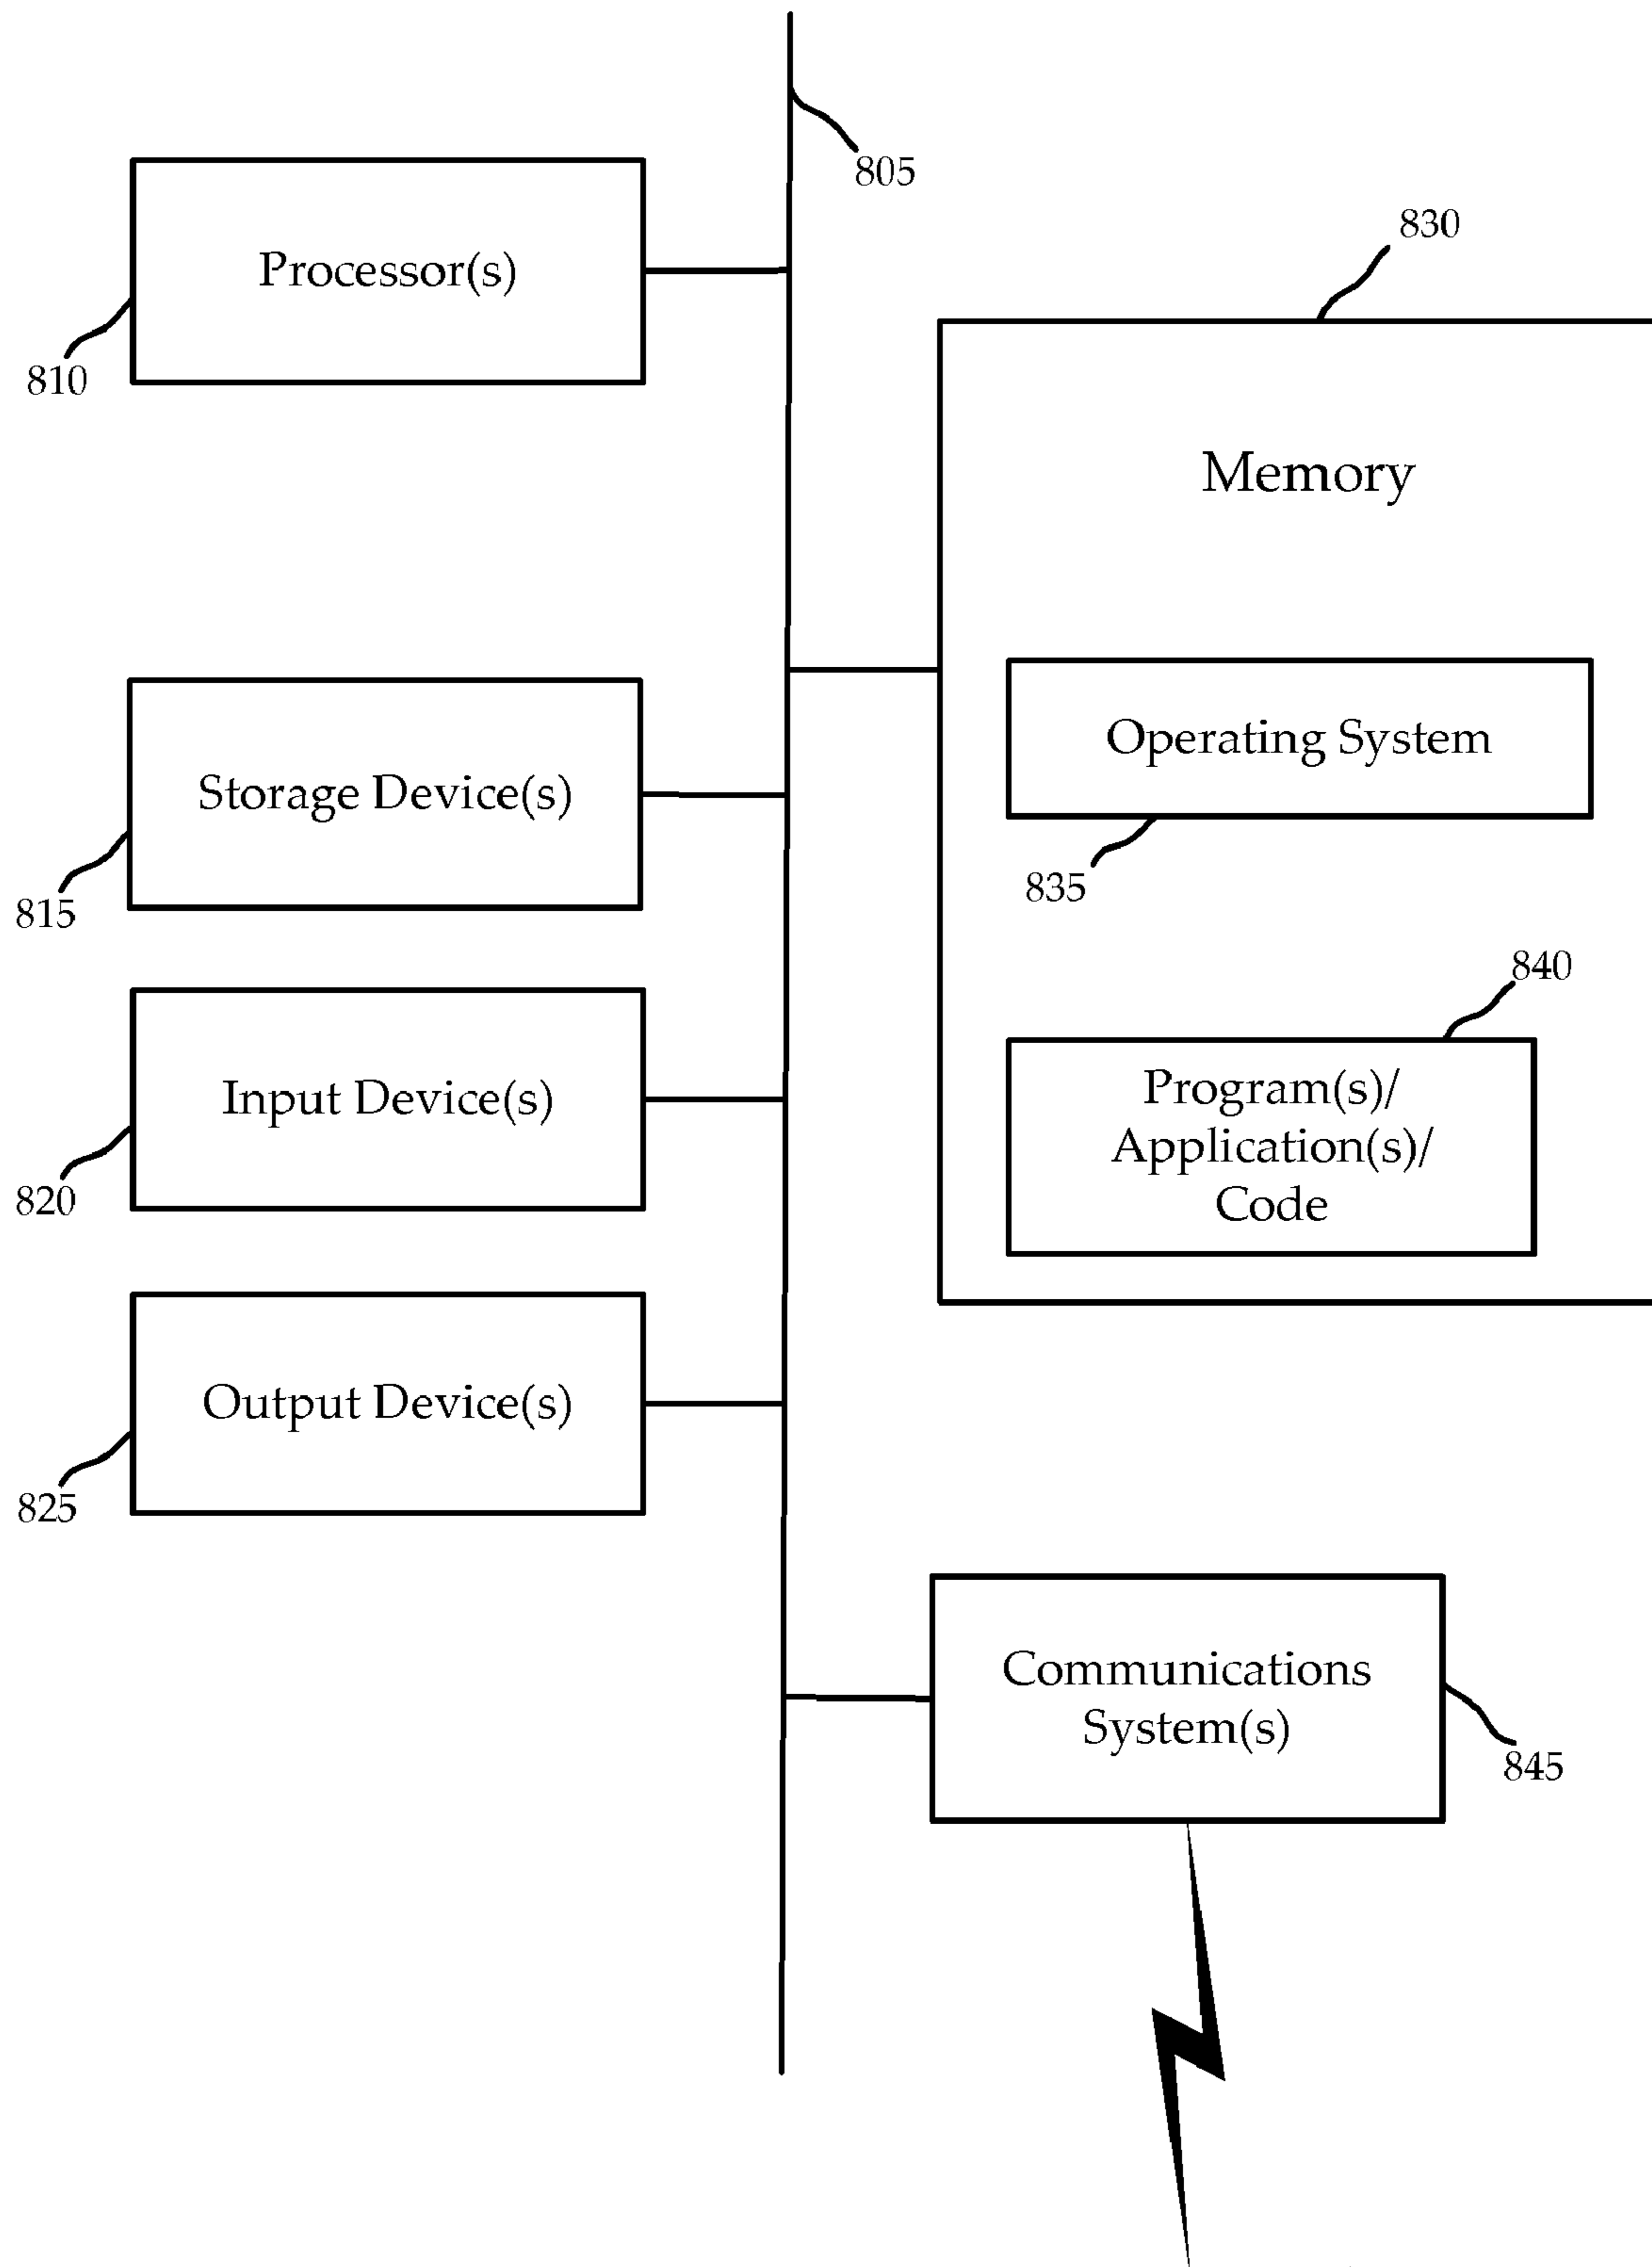 805
830
Processor(s)
810
Memory
Operating System
Storage Device(s)
835
815
840
Program(s)/
Input Device(s)
Application(s)/
820
Code
Output Device(s)
825
Communications
System(s)
845